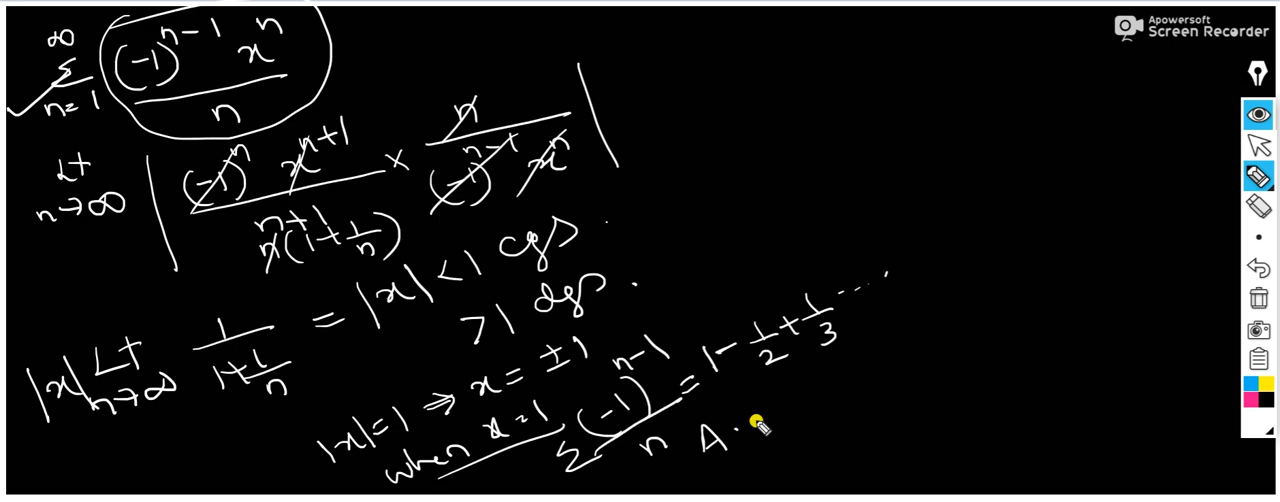 Apowersoft
Screen Recorder
∞
Σ (-1)^{n-1} x^n / n
n=1
Lt n→∞ | (-1)^n x^{n+1} / n+1 × n / (-1)^{n-1} x^n |
n(1+1/n)
|x| Lt n→∞ 1 / (1+1/n) = |x| < 1 cgs.
> 1 dgs.
|x|=1 ⇒ x = ±1
when x=1 Σ (-1)^{n-1} / n = 1 - 1/2 + 1/3 ....
A.